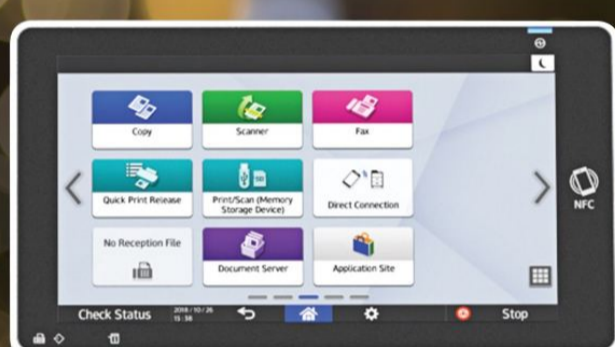 Copy
Scanner
Fax
Quick Print Release
Print/Scan (Memory
Storage Device)
Direct Connection
No Reception File
Document Server
Application Site
NFC
Check Status
2018/10/26
15:38
Stop